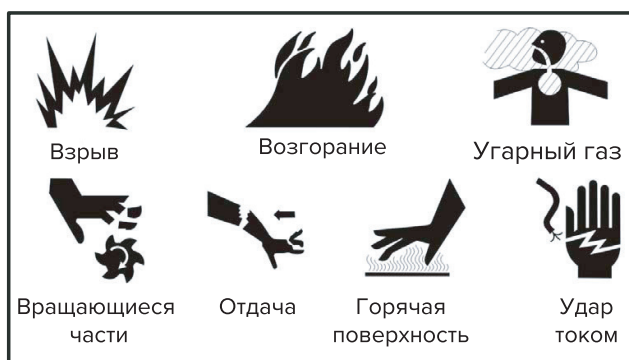 Взрыв
Возгорание
Угарный газ
Вращающиеся
части
Отдача
Горячая
поверхность
Удар
током